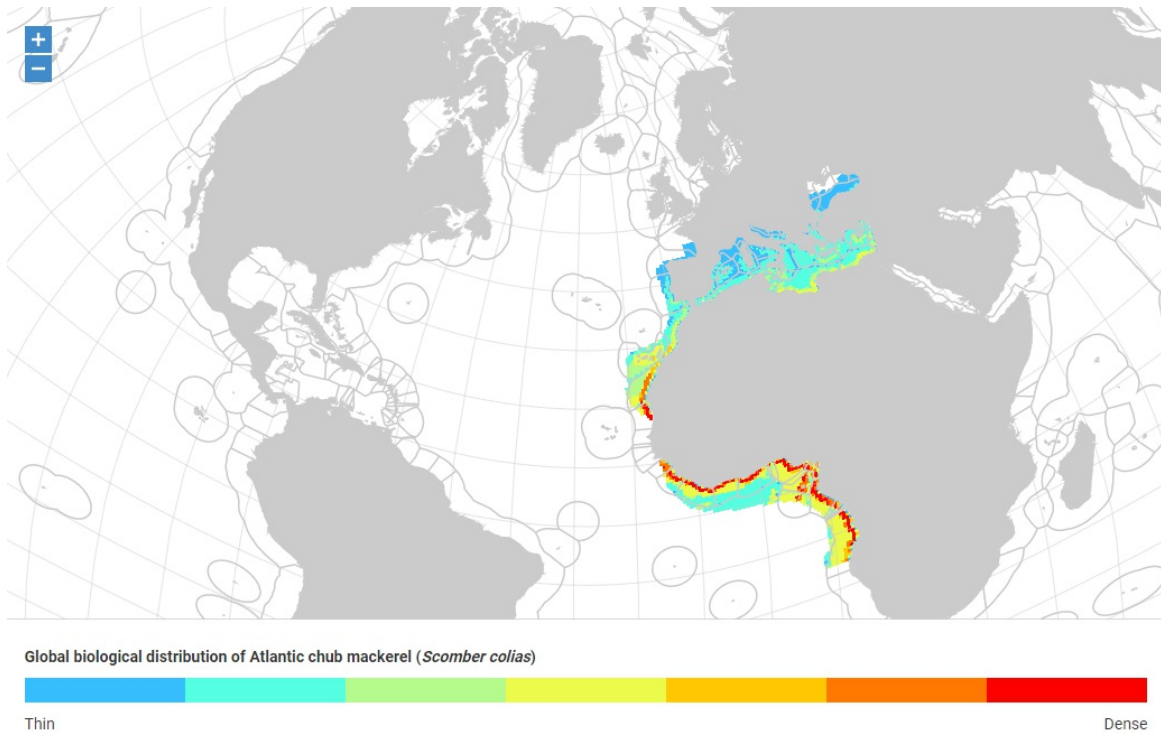 +
−
Global biological distribution of Atlantic chub mackerel (Scomber colias)
Thin
Dense